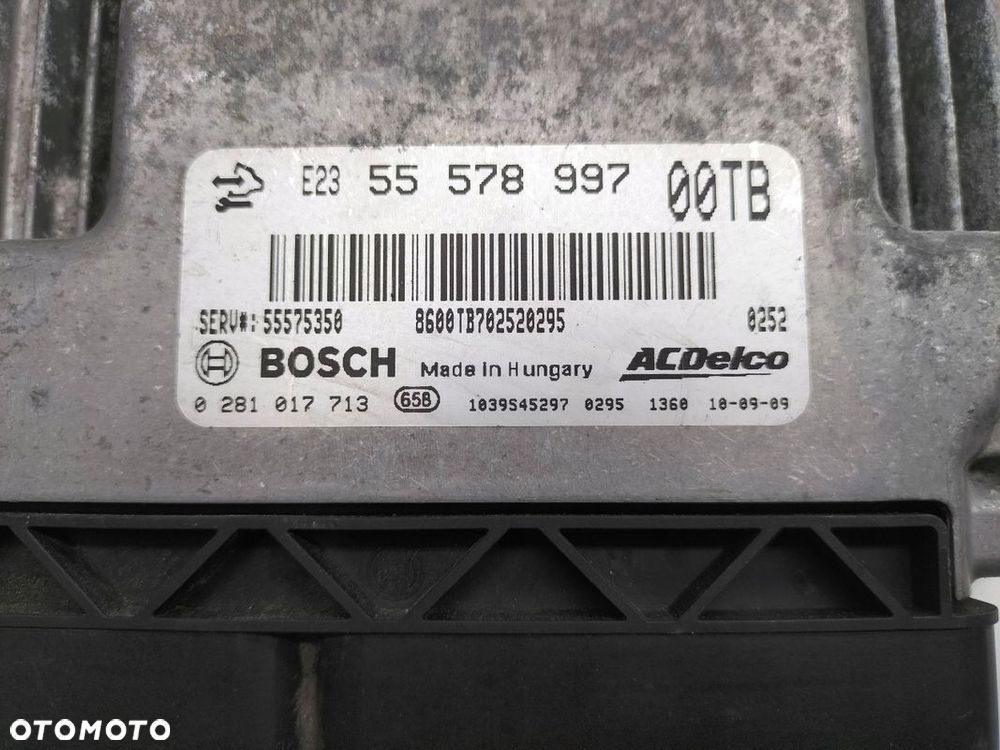 E23 55 578 997 00TB
SERV#: 55575350 8600TB702520295 0252
BOSCH Made in Hungary ACDelco
0 281 017 713 658 1039S45297 0295 1360 10-09-09
OTOMOTO